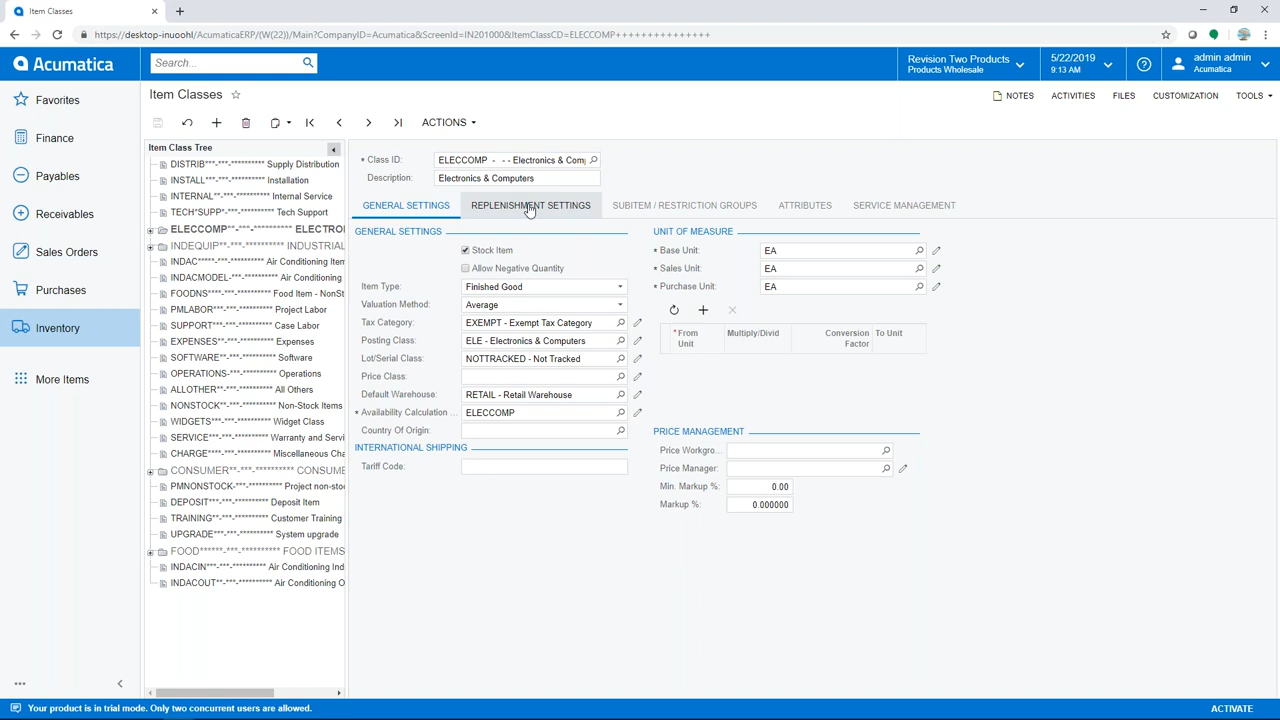 Item Classes
https://desktop-inuoohl/AcumaticaERP/(W(22))/Main?CompanyID=Acumatica&ScreenId=IN201000&ItemClassCD=ELECCOMP+++++++++++++++
Acumatica
Search...
Revision Two Products
Products Wholesale
5/22/2019
9:13 AM
admin admin
Acumatica
Favorites
Finance
Payables
Receivables
Sales Orders
Purchases
Inventory
More Items
Item Classes
NOTES ACTIVITIES FILES CUSTOMIZATION TOOLS
ACTIONS
Item Class Tree
DISTRIB***-***-********** Supply Distribution
INSTALL***-***-********** Installation
INTERNAL**-***-********** Internal Service
TECH*SUPP*-***-********** Tech Support
ELECCOMP**-***-********** ELECTRO
INDEQUIP**-***-********** INDUSTRIAL
INDAC*****-***-********** Air Conditioning Item
INDACMODEL-***-********** Air Conditioning
FOODNS****-***-********** Food Item - NonSt
PMLABOR***-***-********** Project Labor
SUPPORT***-***-********** Case Labor
EXPENSES**-***-********** Expenses
SOFTWARE**-***-********** Software
OPERATIONS-***-********** Operations
ALLOTHER**-***-********** All Others
NONSTOCK**-***-********** Non-Stock Items
WIDGETS***-***-********** Widget Class
SERVICE***-***-********** Warranty and Servi
CHARGE****-***-********** Miscellaneous Cha
CONSUMER**-***-********** CONSUME
PMNONSTOCK-***-********** Project non-sto
DEPOSIT***-***-********** Deposit Item
TRAINING**-***-********** Customer Training
UPGRADE***-***-********** System upgrade
FOOD******-***-********** FOOD ITEMS
INDACIN***-***-********** Air Conditioning Ind
INDACOUT**-***-********** Air Conditioning O
* Class ID: ELECCOMP - - - Electronics & Comp
Description: Electronics & Computers
GENERAL SETTINGS REPLENISHMENT SETTINGS SUBITEM / RESTRICTION GROUPS ATTRIBUTES SERVICE MANAGEMENT
GENERAL SETTINGS
Stock Item
Allow Negative Quantity
Item Type: Finished Good
Valuation Method: Average
Tax Category: EXEMPT - Exempt Tax Category
Posting Class: ELE - Electronics & Computers
Lot/Serial Class: NOTTRACKED - Not Tracked
Price Class:
Default Warehouse: RETAIL - Retail Warehouse
* Availability Calculation ... ELECCOMP
Country Of Origin:
INTERNATIONAL SHIPPING
Tariff Code:
UNIT OF MEASURE
* Base Unit: EA
* Sales Unit: EA
* Purchase Unit: EA
* From Unit Multiply/Divid Conversion Factor To Unit
PRICE MANAGEMENT
Price Workgro...
Price Manager:
Min. Markup %: 0.00
Markup %: 0.000000
Your product is in trial mode. Only two concurrent users are allowed.
ACTIVATE